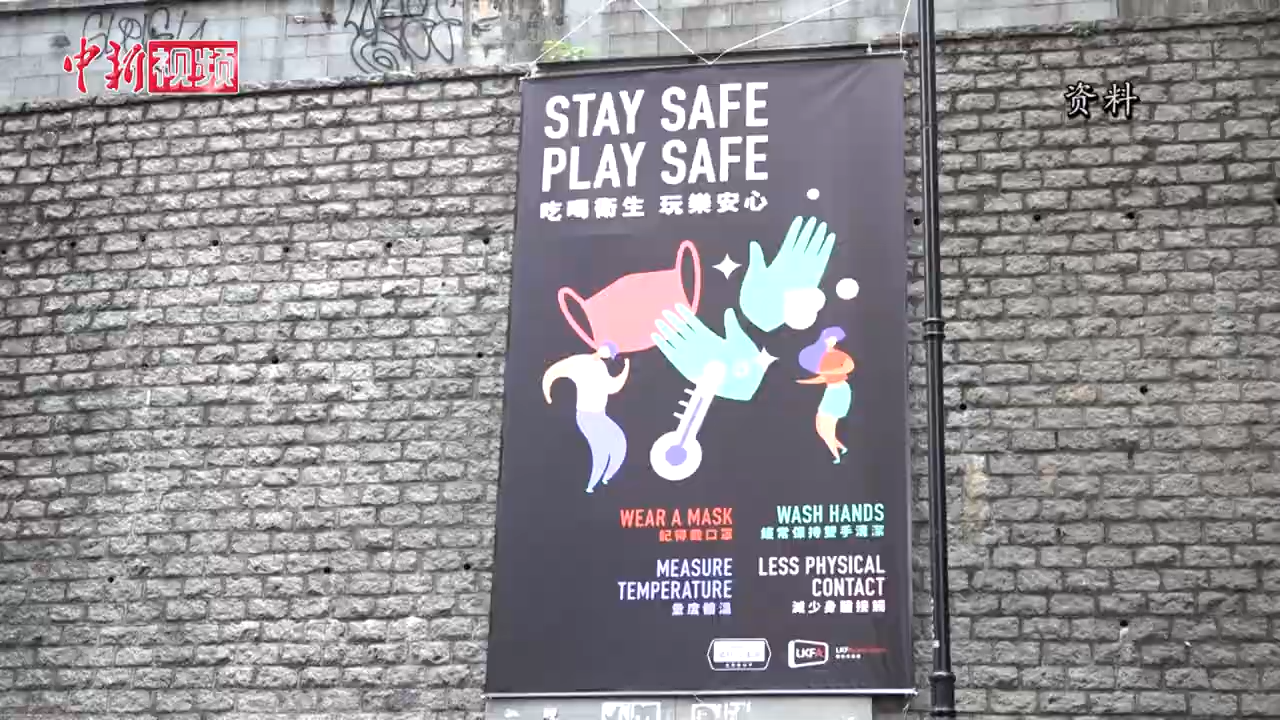 中新视频
资料
STAY SAFE
PLAY SAFE
吃喝衞生 玩樂安心
WEAR A MASK
記得戴口罩
WASH HANDS
經常保持雙手清潔
MEASURE
TEMPERATURE
量度體溫
LESS PHYSICAL
CONTACT
減少身體接觸
LKFA